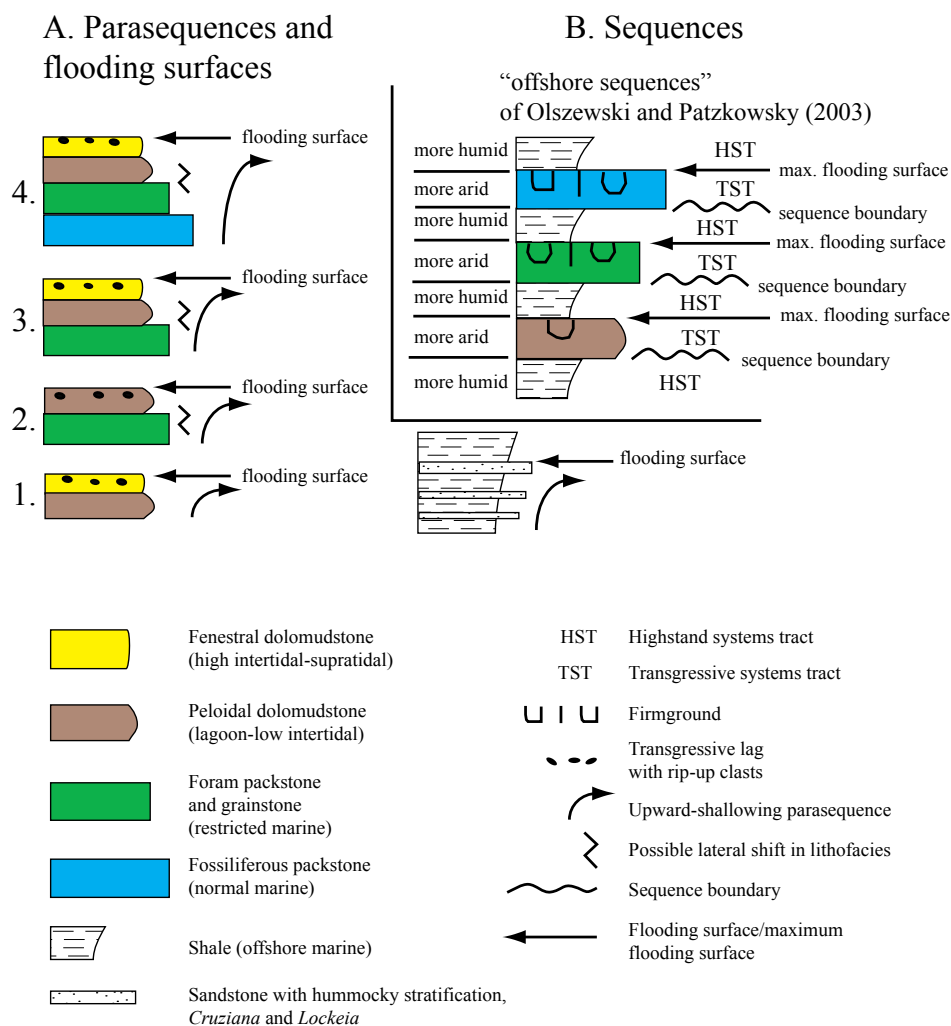 A. Parasequences and
flooding surfaces
4.
flooding surface
3.
flooding surface
2.
flooding surface
1.
flooding surface
B. Sequences
“offshore sequences”
of Olszewski and Patzkowsky (2003)
more humid
HST
max. flooding surface
more arid
TST
sequence boundary
more humid
HST
max. flooding surface
more arid
TST
sequence boundary
more humid
HST
max. flooding surface
more arid
TST
sequence boundary
more humid
HST
flooding surface
Fenestral dolomudstone
(high intertidal-supratidal)
Peloidal dolomudstone
(lagoon-low intertidal)
Foram packstone
and grainstone
(restricted marine)
Fossiliferous packstone
(normal marine)
Shale (offshore marine)
Sandstone with hummocky stratification,
Cruziana and Lockeia
HST
Highstand systems tract
TST
Transgressive systems tract
Firmground
Transgressive lag
with rip-up clasts
Upward-shallowing parasequence
Possible lateral shift in lithofacies
Sequence boundary
Flooding surface/maximum
flooding surface